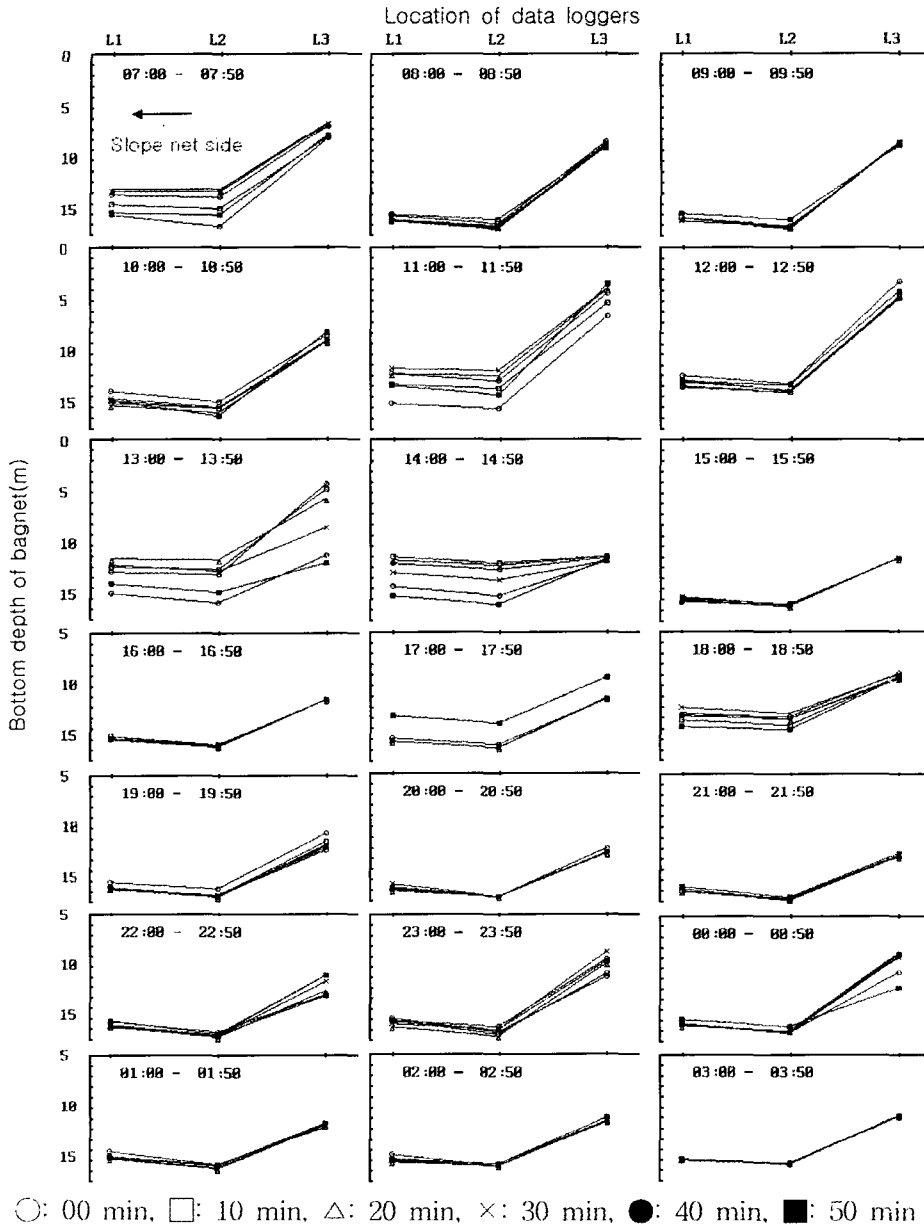 Location of data loggers
L1 L2 L3 L1 L2 L3 L1 L2 L3
0
07:00 - 07:50 08:00 - 08:50 09:00 - 09:50
5
Slope net side
10
15
0
10:00 - 10:50 11:00 - 11:50 12:00 - 12:50
5
10
15
0
13:00 - 13:50 14:00 - 14:50 15:00 - 15:50
5
10
15
Bottom depth of bagnet(m)
5
16:00 - 16:50 17:00 - 17:50 18:00 - 18:50
10
15
5
19:00 - 19:50 20:00 - 20:50 21:00 - 21:50
10
15
5
22:00 - 22:50 23:00 - 23:50 00:00 - 00:50
10
15
5
01:00 - 01:50 02:00 - 02:50 03:00 - 03:50
10
15
○: 00 min, □: 10 min, △: 20 min, ×: 30 min, ●: 40 min, ■: 50 min